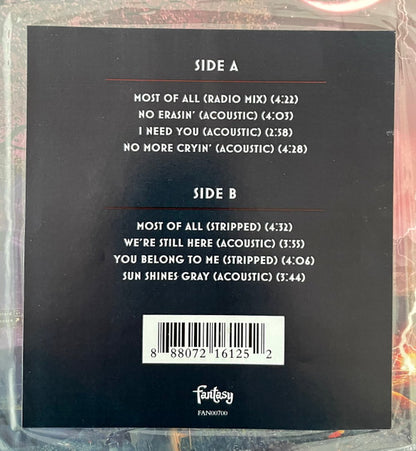 SIDE A
MOST OF ALL (RADIO MIX) (4:22)
NO ERASIN' (ACOUSTIC) (4:03)
I NEED YOU (ACOUSTIC) (2:58)
NO MORE CRYIN' (ACOUSTIC) (4:28)
SIDE B
MOST OF ALL (STRIPPED) (4:32)
WE'RE STILL HERE (ACOUSTIC) (3:55)
YOU BELONG TO ME (STRIPPED) (4:06)
SUN SHINES GRAY (ACOUSTIC) (3:44)
8 88072 16125 2
fantasy
FAN00700